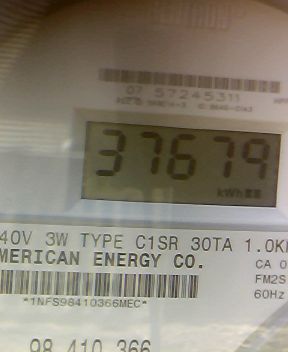 07 57245311
37679
kWh
40V 3W TYPE C1SR 30TA 1.0K
MERICAN ENERGY CO.
CA 0
FM2S
*1NFS98410366MEC*
60Hz
98 410 366